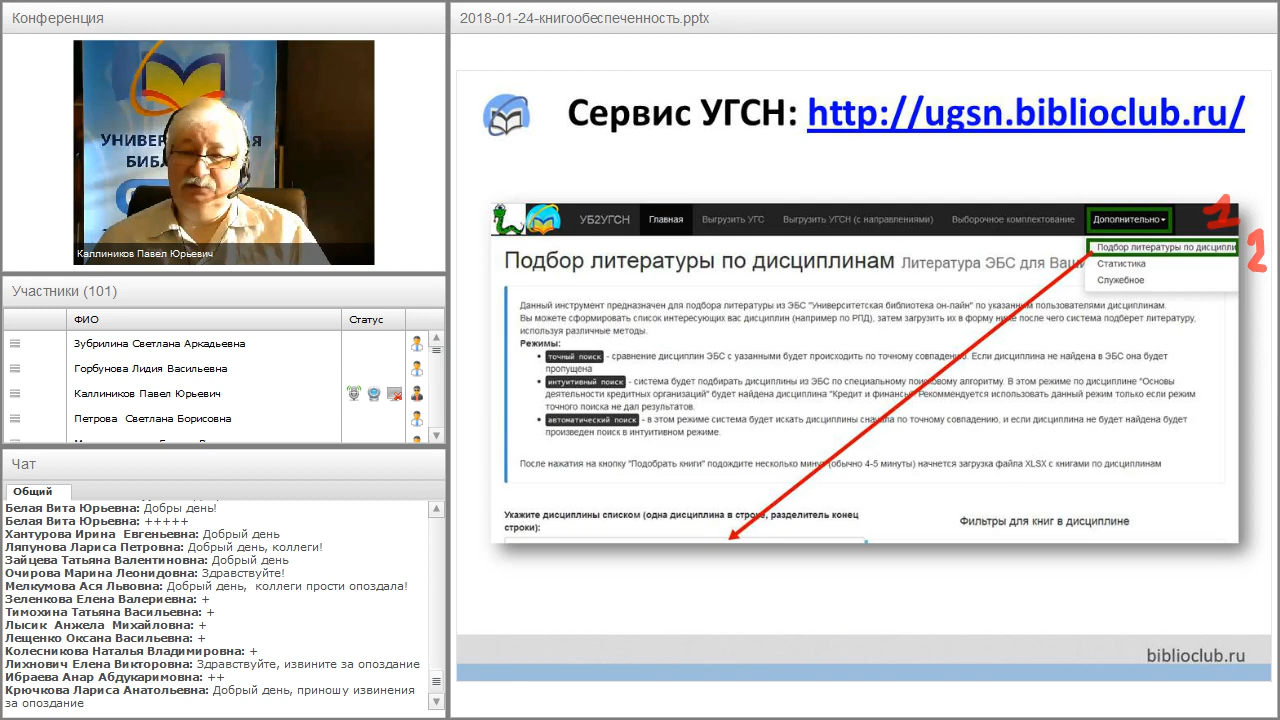 Конференция
УНИВЕРСИТЕТСКАЯ
Каллиников Павел Юрьевич
Участники (101)
ФИО
Статус
Зубрилина Светлана Аркадьевна
Горбунова Лидия Васильевна
Каллиников Павел Юрьевич
Петрова Светлана Борисовна
Чат
Общий
Белая Вита Юрьевна: Добры день!
Белая Вита Юрьевна: +++++
Хантурова Ирина Евгеньевна: Добрый день
Ляпунова Лариса Петровна: Добрый день, коллеги!
Зайцева Татьяна Валентиновна: Добрый день
Очирова Марина Леонидовна: Здравствуйте!
Мелкумова Ася Львовна: Добрый день, коллеги прости опоздала!
Зеленкова Елена Валериевна: +
Тимохина Татьяна Васильевна: +
Лысик Анжела Михайловна: +
Лещенко Оксана Васильевна: +
Колесникова Наталья Владимировна: +
Лихнович Елена Викторовна: Здравствуйте, извините за опоздание
Ибраева Анар Абдукаримовна: ++
Крючкова Лариса Анатольевна: Добрый день, приношу извинения
за опоздание
2018-01-24-книгообеспеченность.pptx
Сервис УГСН: http://ugsn.biblioclub.ru/
УБ2УГСН Главная Выгрузить УГС Выгрузить УГСН (с направлениями) Выборочное комплектование Дополнительно 1
Подбор литературы по дисципли 2
Статистика
Служебное
Подбор литературы по дисциплинам Литература ЭБС для Ваш
Данный инструмент предназначен для подбора литературы из ЭБС "Университетская библиотека он-лайн" по указанным пользователями дисциплинам.
Вы можете сформировать список интересующих вас дисциплин (например по РПД), затем загрузить их в форму ниже после чего система подберет литературу,
используя различные методы.
Режимы:
точный поиск - сравнение дисциплин ЭБС с уазанными будет происходить по точному совпадению. Если дисциплина не найдена в ЭБС она будет
пропущена
интуитивный поиск - система будет подбирать дисциплины из ЭБС по специальному поисковому алгоритму. В этом режиме по дисциплине "Основы
деятельности кредитных организаций" будет найдена дисциплина "Кредит и финансы". Рекомендуется использовать данный режим только если режим
точного поиска не дал результатов.
автоматический поиск - в этом режиме система будет искать дисциплины сначала по точному совпадению, и если дисциплина не будет найдена будет
произведен поиск в интуитивном режиме.
После нажатия на кнопку "Подобрать книги" подождите несколько минут (обычно 4-5 минуты) начнется загрузка файла XLSX с книгами по дисциплинам
Укажите дисциплины списком (одна дисциплина в строке, разделитель конец
строки):
Фильтры для книг в дисциплине
biblioclub.ru